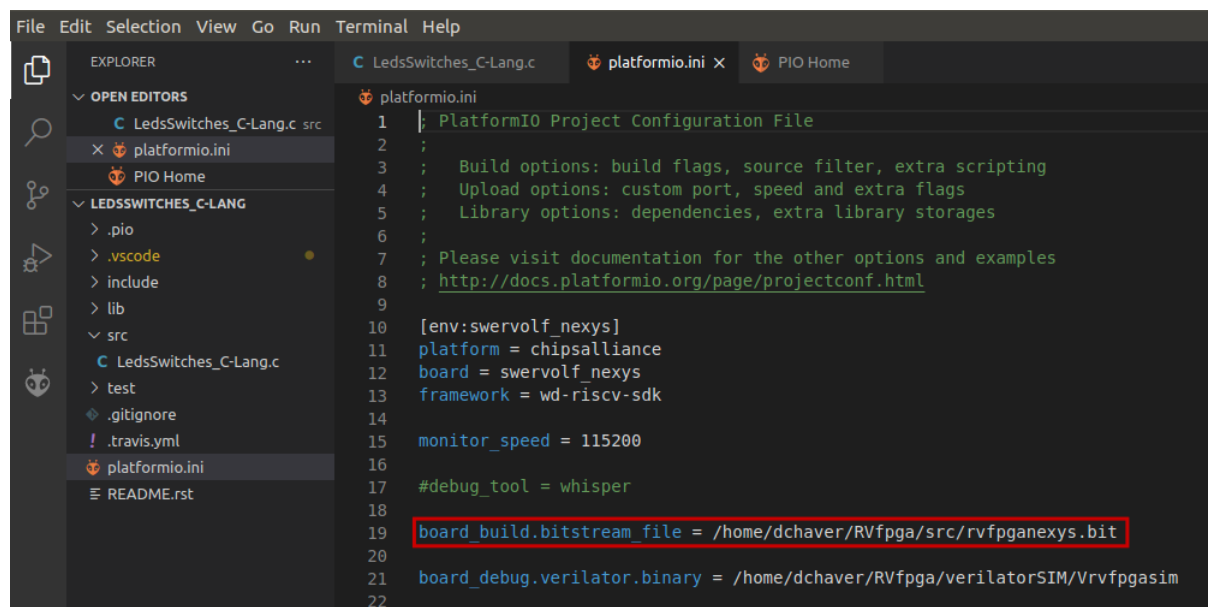 File Edit Selection View Go Run Terminal Help
EXPLORER ...
OPEN EDITORS
C LedsSwitches_C-Lang.c src
platformio.ini
PIO Home
LEDSSWITCHES_C-LANG
.pio
.vscode
include
lib
src
C LedsSwitches_C-Lang.c
test
.gitignore
! .travis.yml
platformio.ini
README.rst
C LedsSwitches_C-Lang.c platformio.ini PIO Home
platformio.ini
1 ; PlatformIO Project Configuration File
2 ;
3 ; Build options: build flags, source filter, extra scripting
4 ; Upload options: custom port, speed and extra flags
5 ; Library options: dependencies, extra library storages
6 ;
7 ; Please visit documentation for the other options and examples
8 ; http://docs.platformio.org/page/projectconf.html
9
10 [env:swervolf_nexys]
11 platform = chipsalliance
12 board = swervolf_nexys
13 framework = wd-riscv-sdk
14
15 monitor_speed = 115200
16
17 #debug_tool = whisper
18
19 board_build.bitstream_file = /home/dchaver/RVfpga/src/rvfpganexys.bit
20
21 board_debug.verilator.binary = /home/dchaver/RVfpga/verilatorSIM/Vrvfpgasim
22